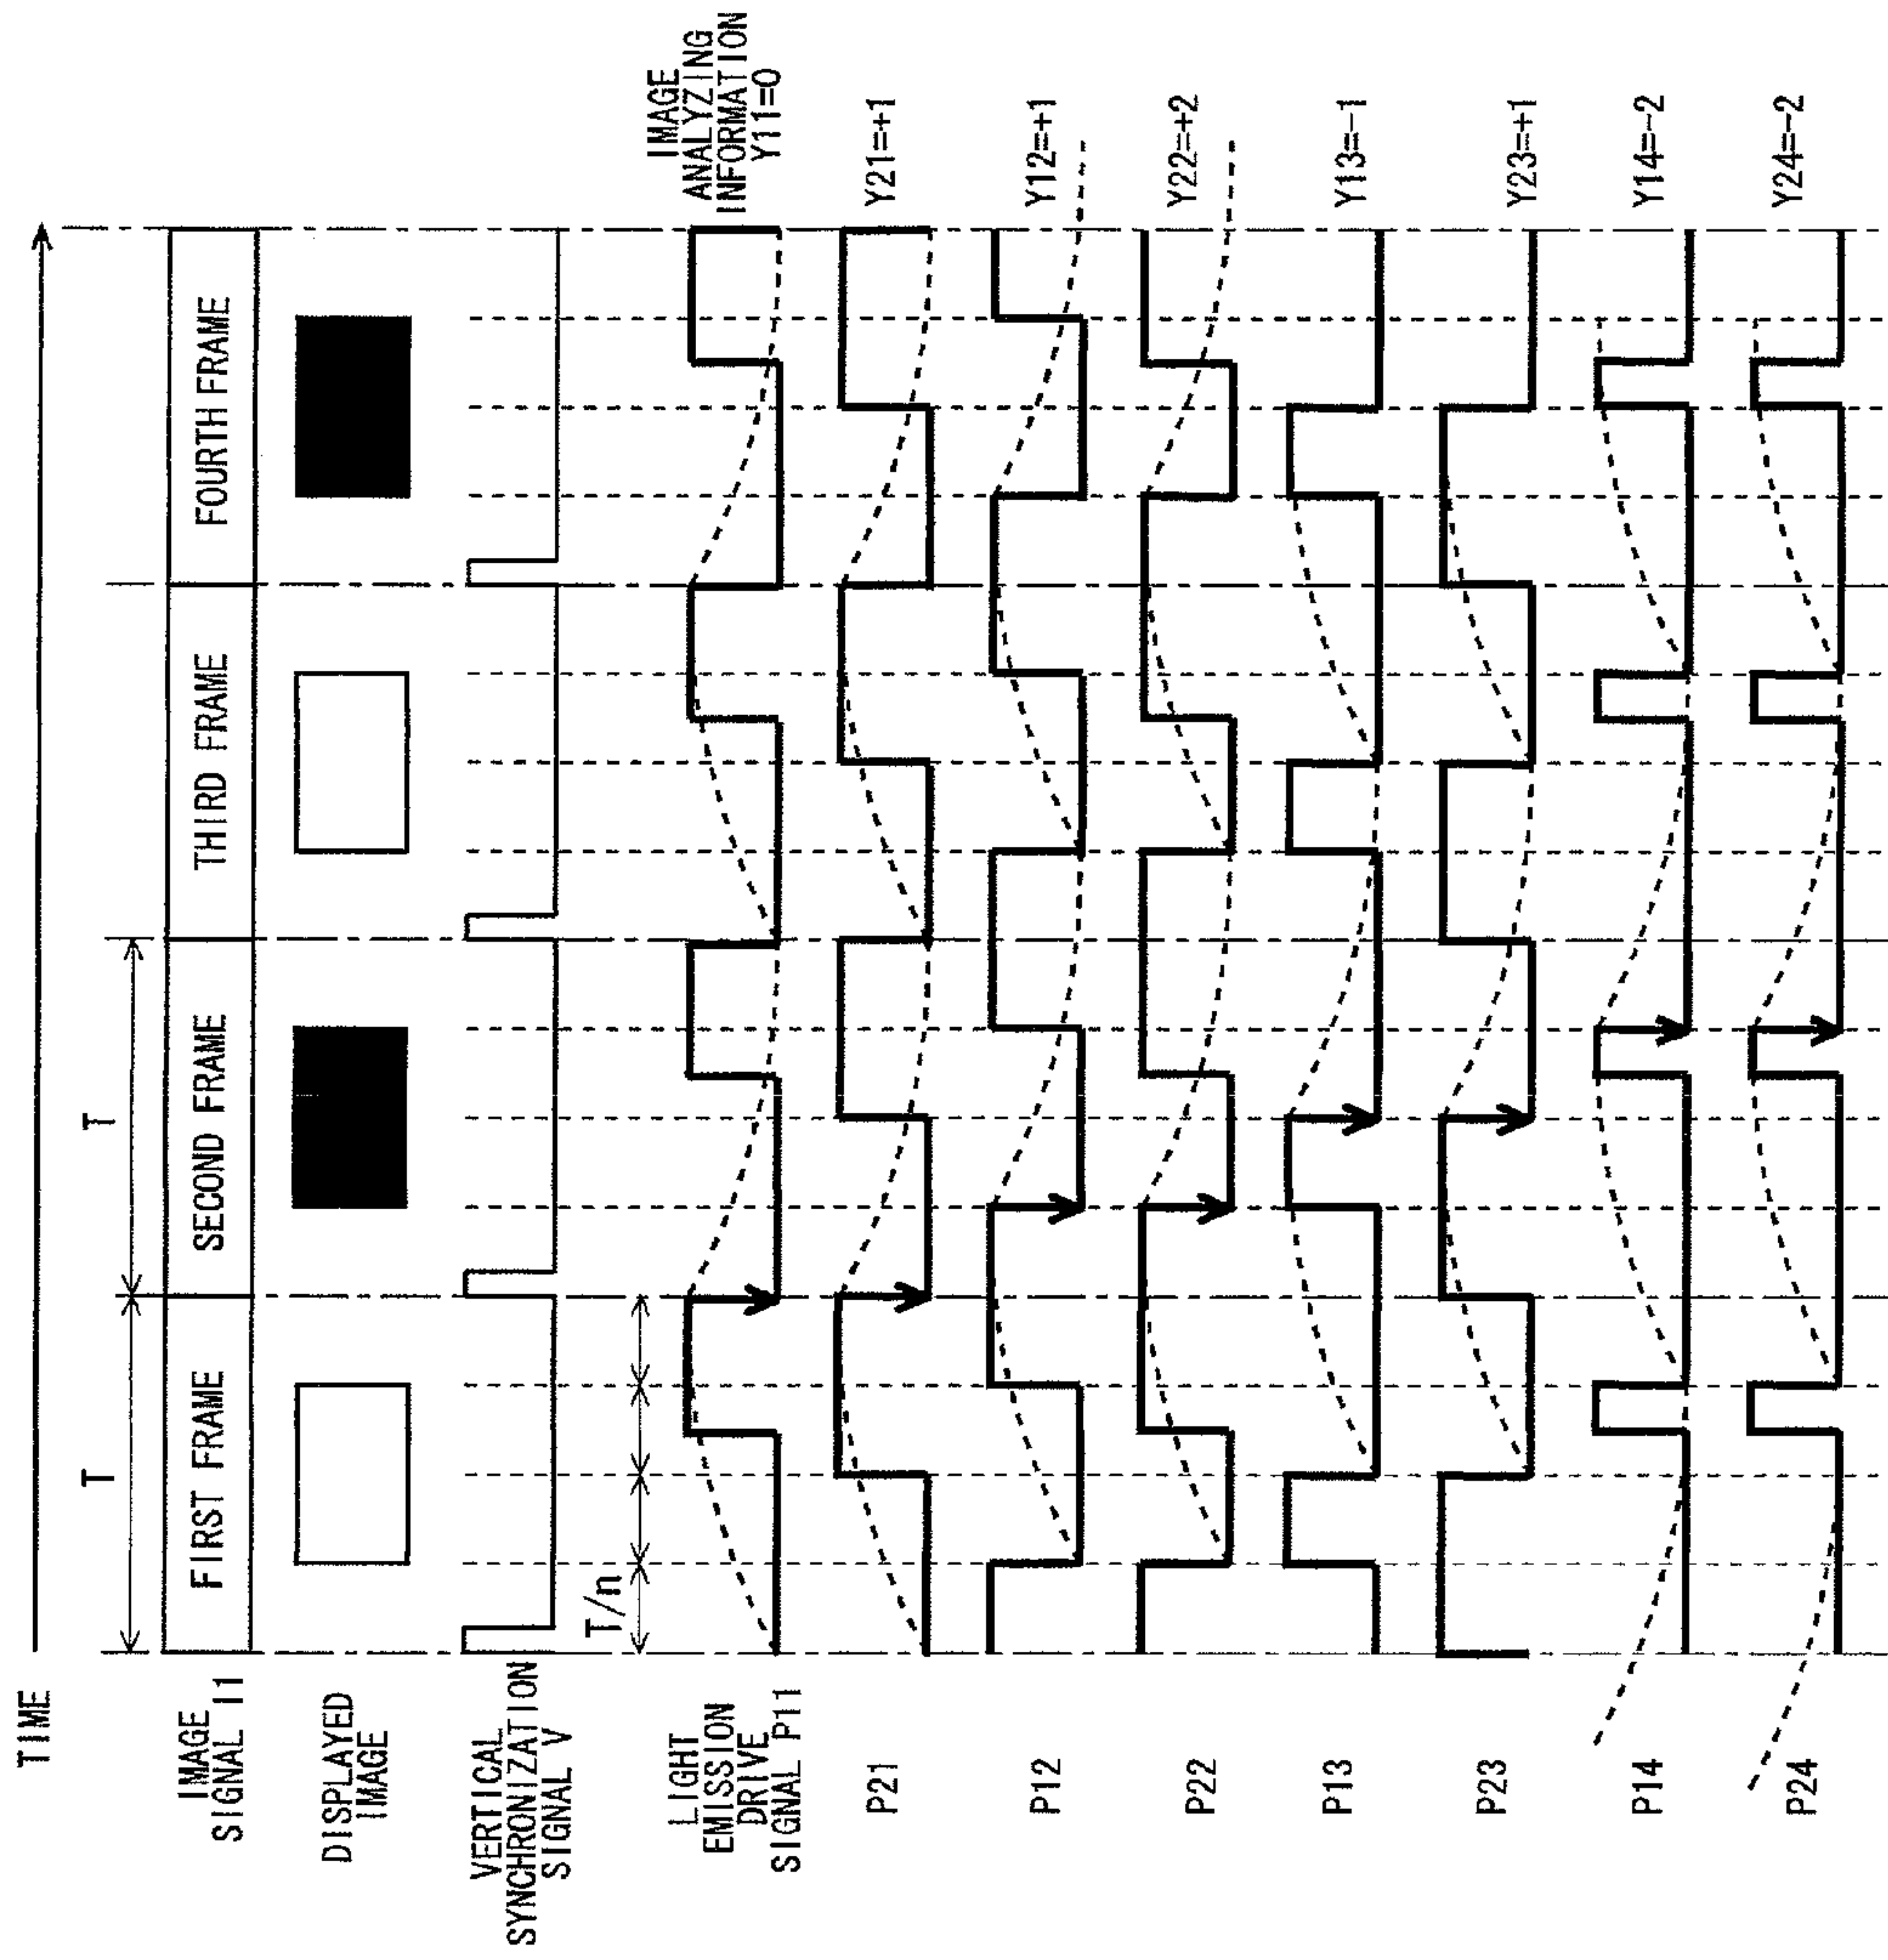 TIME
T
T
IMAGE
SIGNAL I1
FIRST FRAME
SECOND FRAME
THIRD FRAME
FOURTH FRAME
DISPLAYED
IMAGE
VERTICAL
SYNCHRONIZATION
SIGNAL V
T/n
IMAGE
ANALYZING
INFORMATION
Y11=0
LIGHT
EMISSION
DRIVE
SIGNAL P11
P21
Y21=+1
P12
Y12=+1
P22
Y22=+2
P13
Y13=-1
P23
Y23=+1
P14
Y14=-2
P24
Y24=-2